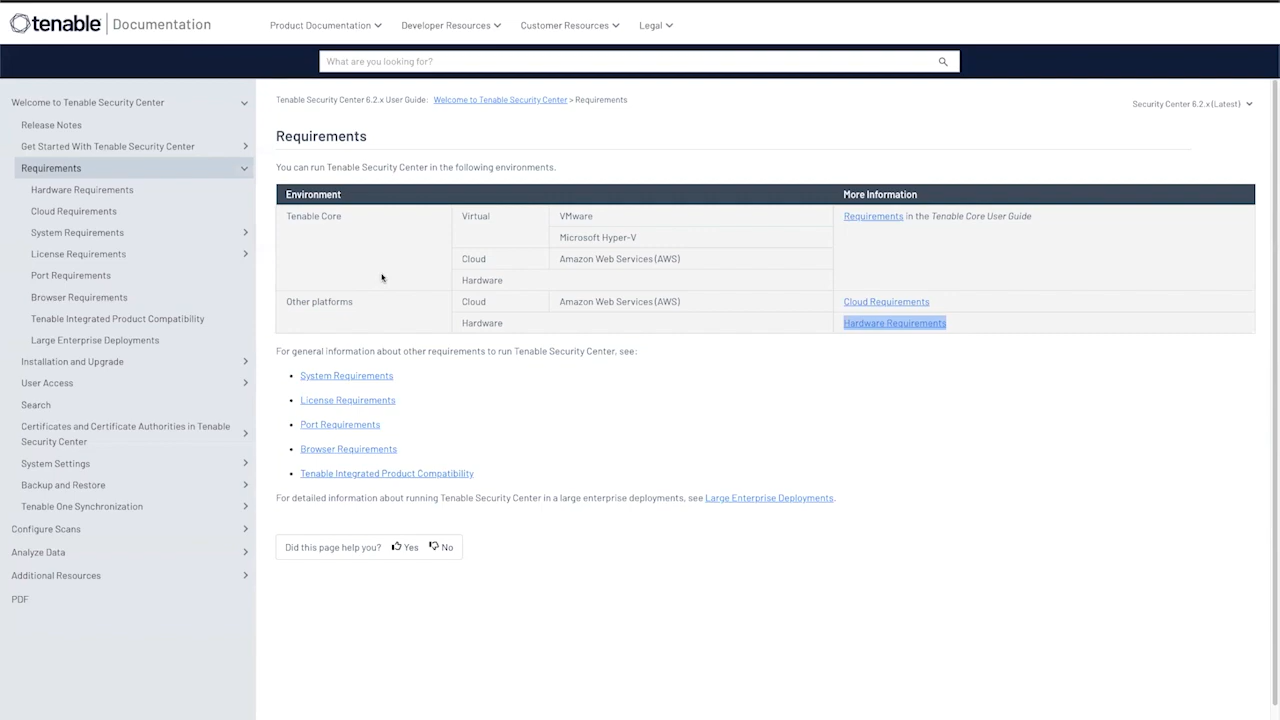 tenable Documentation
Product Documentation Developer Resources Customer Resources Legal
What are you looking for?
Welcome to Tenable Security Center
Release Notes
Get Started With Tenable Security Center
Requirements
Hardware Requirements
Cloud Requirements
System Requirements
License Requirements
Port Requirements
Browser Requirements
Tenable Integrated Product Compatibility
Large Enterprise Deployments
Installation and Upgrade
User Access
Search
Certificates and Certificate Authorities in Tenable
Security Center
System Settings
Backup and Restore
Tenable One Synchronization
Configure Scans
Analyze Data
Additional Resources
PDF
Tenable Security Center 6.2.x User Guide: Welcome to Tenable Security Center > Requirements
Security Center 6.2.x (Latest)
Requirements
You can run Tenable Security Center in the following environments.
Environment More Information
Tenable Core Virtual VMware Requirements in the Tenable Core User Guide
Microsoft Hyper-V
Cloud Amazon Web Services (AWS)
Hardware
Other platforms Cloud Amazon Web Services (AWS) Cloud Requirements
Hardware Hardware Requirements
For general information about other requirements to run Tenable Security Center, see:
• System Requirements
• License Requirements
• Port Requirements
• Browser Requirements
• Tenable Integrated Product Compatibility
For detailed information about running Tenable Security Center in a large enterprise deployments, see Large Enterprise Deployments.
Did this page help you? Yes No